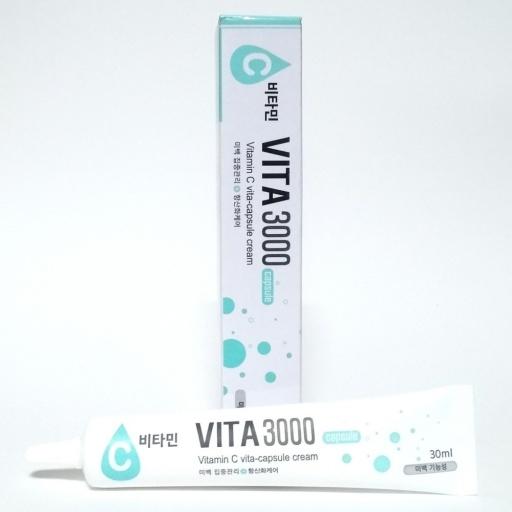 C
비타민
VITA 3000
capsule
Vitamin C vita-capsule cream
미백 집중관리 + 항산화케어
C
비타민
VITA 3000
capsule
Vitamin C vita-capsule cream
미백 집중관리 + 항산화케어
30ml
미백 기능성